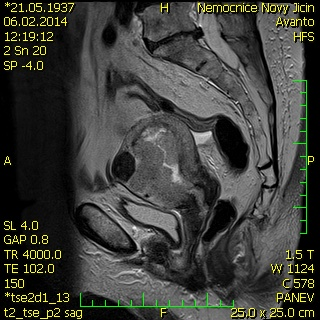 *21.05.1937
06.02.2014
12:19:12
2 Sn 20
SP -4.0
H
Nemocnice Novy Jicin
Avanto
HFS
A
P
SL 4.0
GAP 0.8
TR 4000.0
TE 102.0
150
*tse2d1_13
t2_tse_p2 sag
F
1.5 T
W 1124
C 578
PANEV
25.0 x 25.0 cm